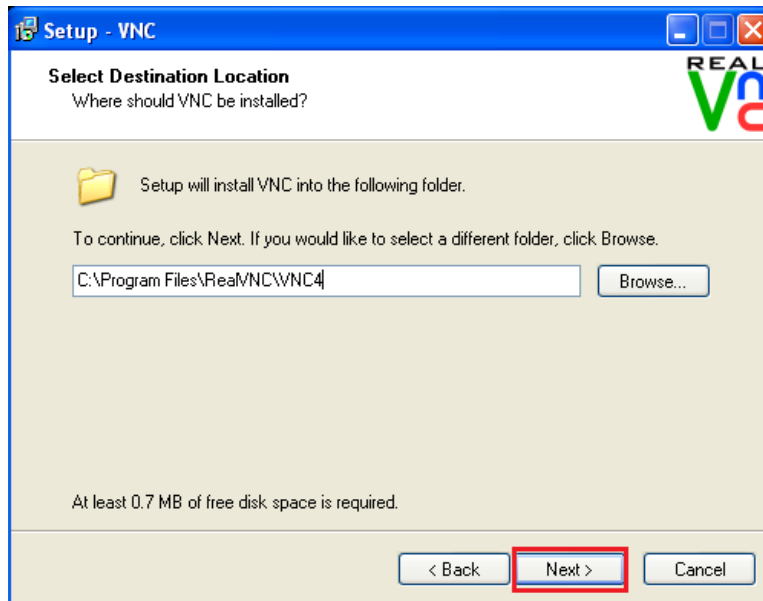 Setup - VNC
Select Destination Location
Where should VNC be installed?
REAL
VNC
Setup will install VNC into the following folder.
To continue, click Next. If you would like to select a different folder, click Browse.
C:\Program Files\RealVNC\VNC4
Browse...
At least 0.7 MB of free disk space is required.
< Back
Next >
Cancel